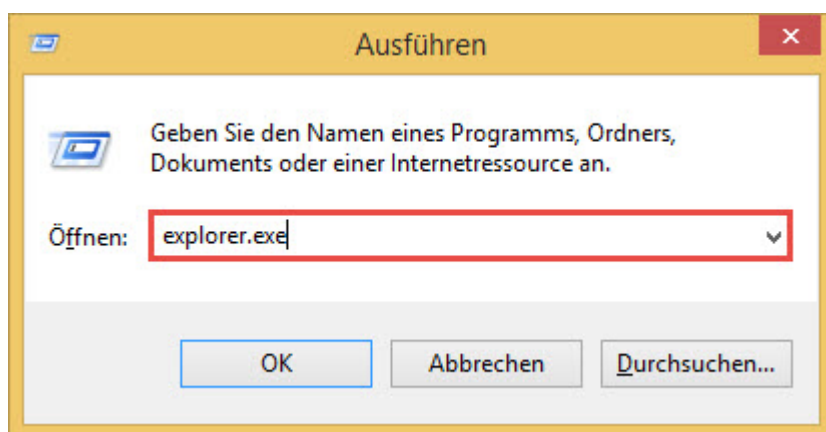 Ausführen
Geben Sie den Namen eines Programms, Ordners,
Dokuments oder einer Internetressource an.
Öffnen: explorer.exe
OK Abbrechen Durchsuchen...